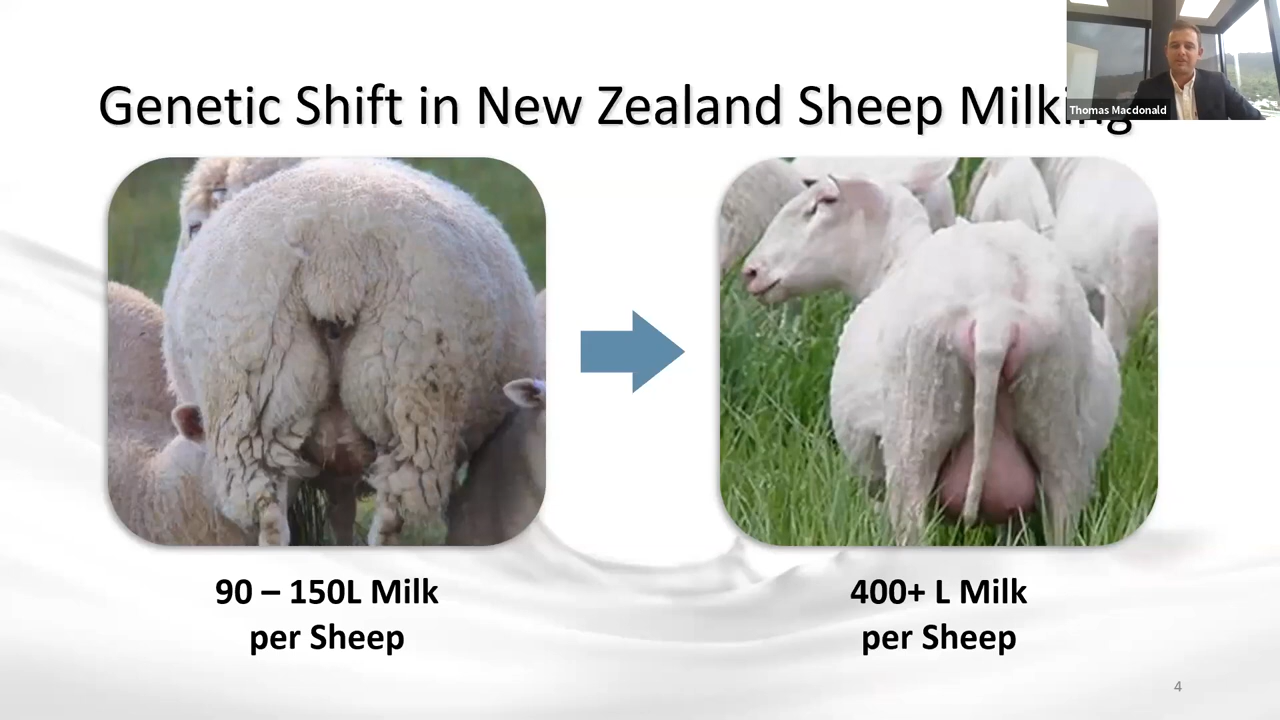 Genetic Shift in New Zealand Sheep Milking
Thomas Macdonald
90 – 150L Milk
per Sheep
400+ L Milk
per Sheep
4